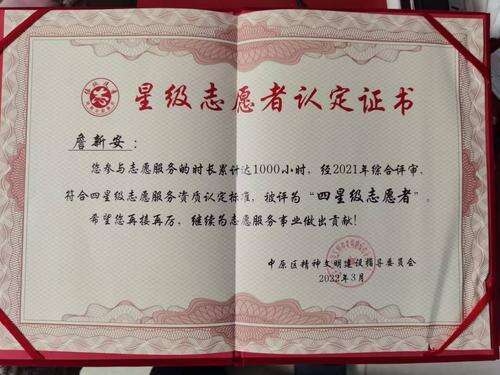 星级志愿者认定证书
詹新安：
您参与志愿服务的时长累计达1000小时，经2021年综合评审，
符合四星级志愿服务资质认定标准，被评为“四星级志愿者”。
希望您再接再厉，继续为志愿服务事业做出贡献！
中原区精神文明建设指导委员会
2022年3月